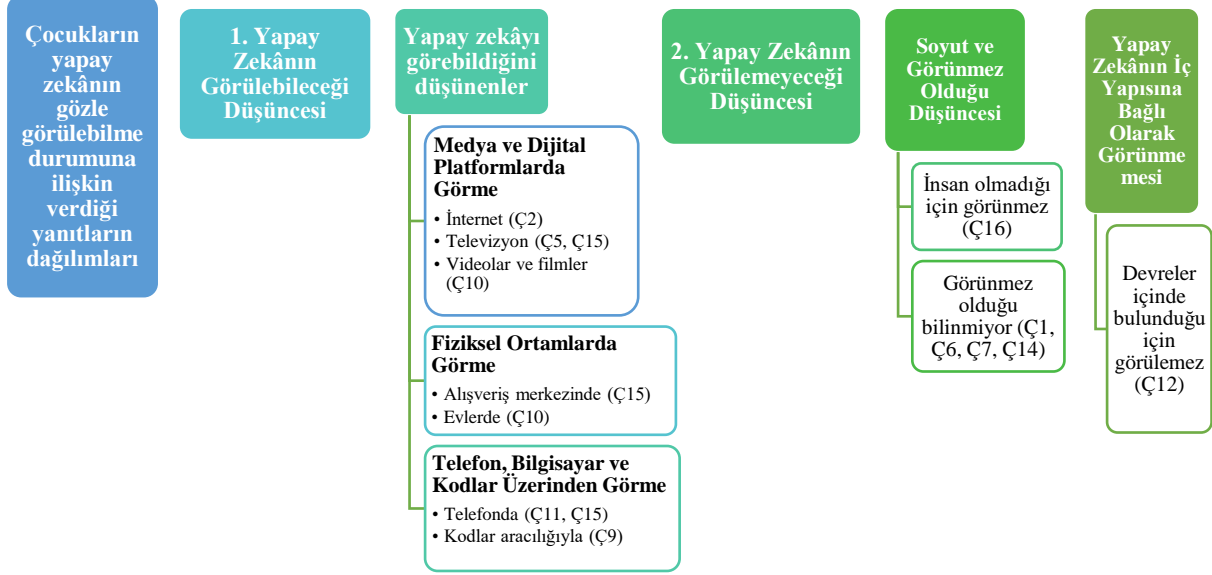 Çocukların
yapay
zekânın
gözle
görülebilme
durumuna
ilişkin
verdiği
yanıtların
dağılımları
1. Yapay
Zekânın
Görülebileceği
Düşüncesi
Yapay zekâyı
görebildiğini
düşünenler
Medya ve Dijital
Platformlarda
Görme
• İnternet (Ç2)
• Televizyon (Ç5, Ç15)
• Videolar ve filmler
(Ç10)
Fiziksel Ortamlarda
Görme
• Alışveriş merkezinde (Ç15)
• Evlerde (Ç10)
Telefon, Bilgisayar ve
Kodlar Üzerinden Görme
• Telefonda (Ç11, Ç15)
• Kodlar aracılığıyla (Ç9)
2. Yapay Zekânın
Görülemeyeceği
Düşüncesi
Soyut ve
Görünmez
Olduğu
Düşüncesi
İnsan olmadığı
için görünmez
(Ç16)
Görünmez
olduğu
bilinmiyor (Ç1,
Ç6, Ç7, Ç14)
Yapay
Zekânın İç
Yapısına
Bağlı
Olarak
Görünme
mesi
Devreler
içinde
bulunduğu
için
görülemez
(Ç12)